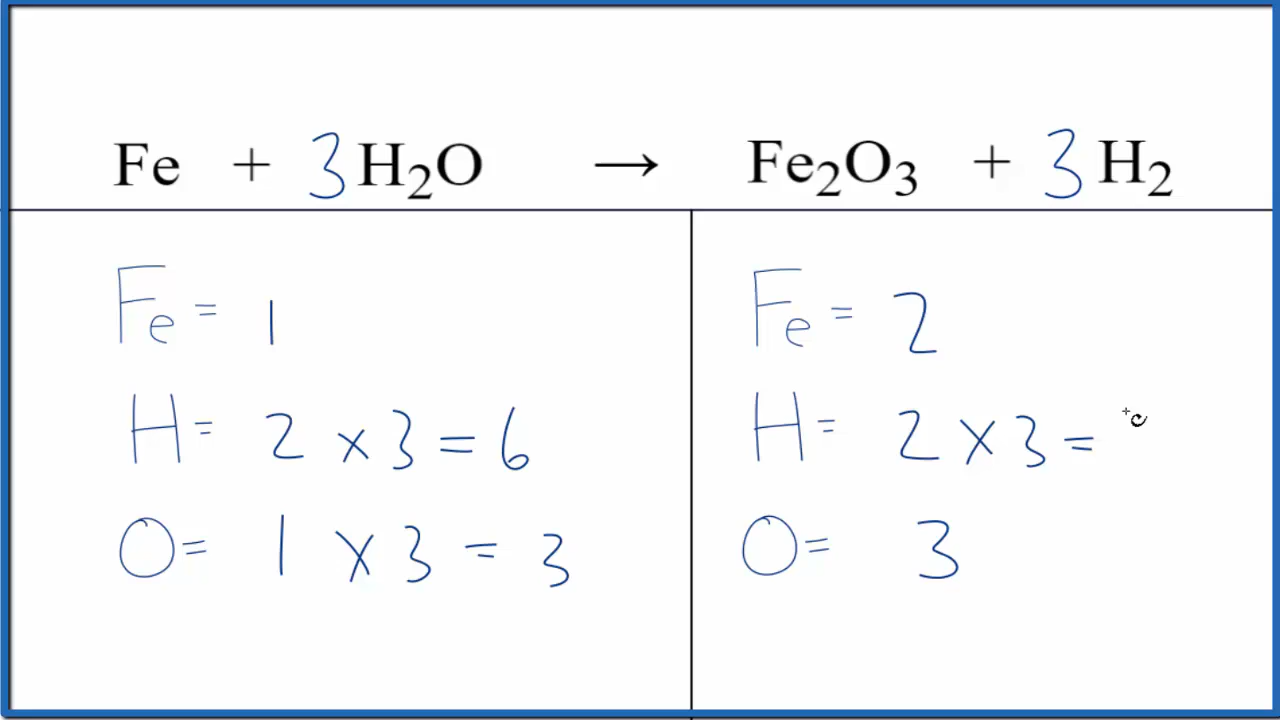 Fe + 3H₂O → Fe₂O₃ + 3H₂
Fe = 1
H = 2 x 3 = 6
O = 1 x 3 = 3
Fe = 2
H = 2 x 3 =
O = 3